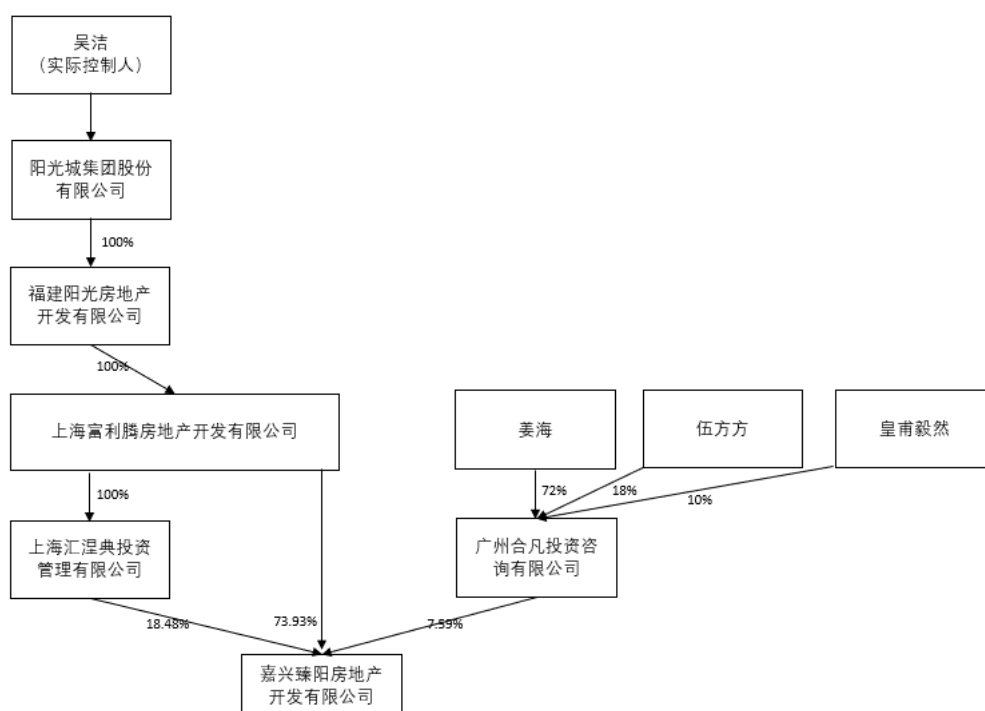 吴洁
（实际控制人）
阳光城集团股份
有限公司
100%
福建阳光房地产
开发有限公司
100%
上海富利腾房地产开发有限公司
姜海
伍方方
皇甫毅然
100%
72%
18%
10%
上海汇涅典投资
管理有限公司
广州合凡投资咨
询有限公司
18.48%
73.93%
7.59%
嘉兴臻阳房地产
开发有限公司